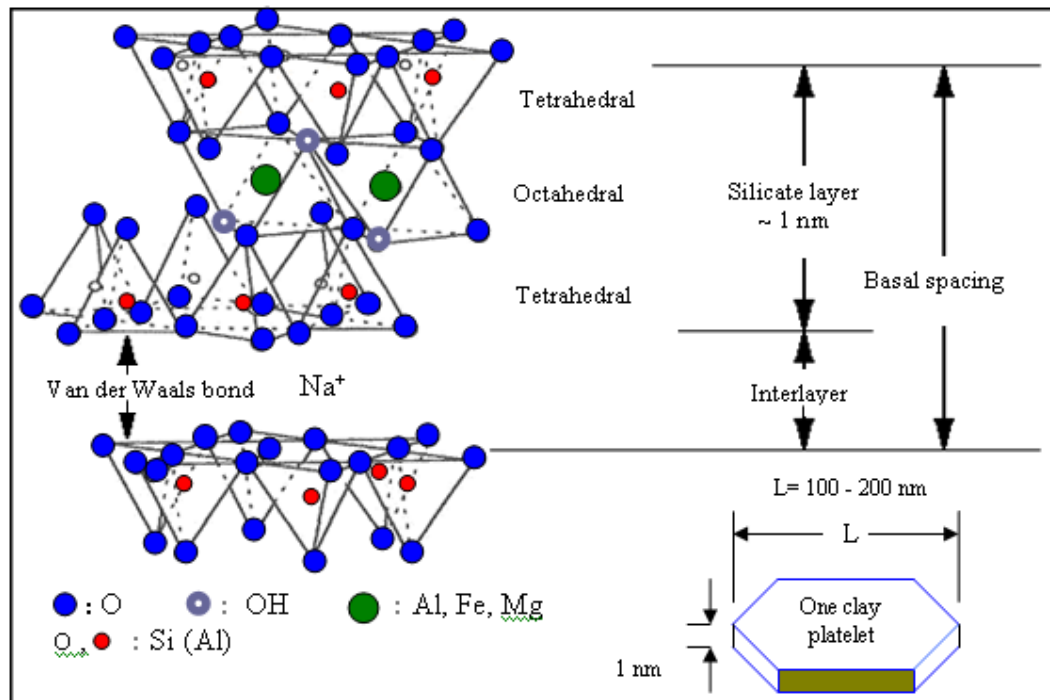 Tetrahedral
Octahedral
Tetrahedral
Silicate layer
~ 1 nm
Basal spacing
Interlayer
Van der Waals bond
Na⁺
L= 100 - 200 nm
L
One clay
platelet
1 nm
: O
: OH
: Al, Fe, Mg
O, : Si (Al)